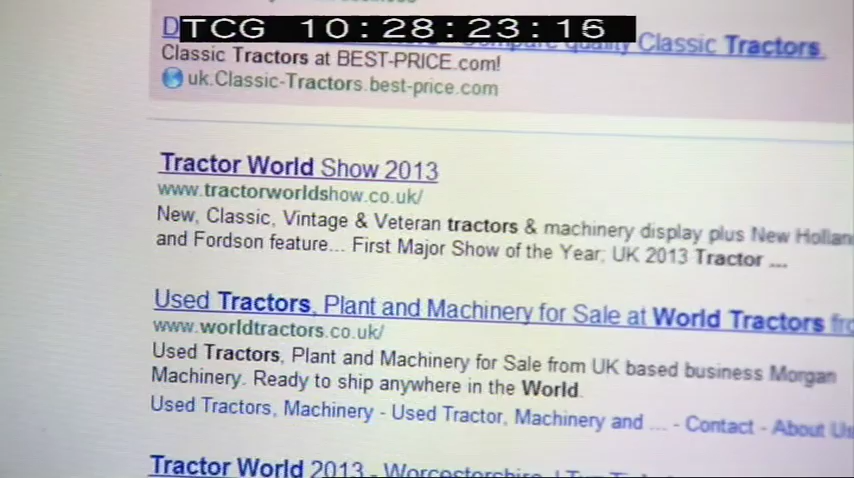 TCG 10:28:23:16
Compare quality Classic Tractors.
Classic Tractors at BEST-PRICE.com!
uk.Classic-Tractors.best-price.com
Tractor World Show 2013
www.tractorworldshow.co.uk/
New, Classic, Vintage & Veteran tractors & machinery display plus New Hollan
and Fordson feature... First Major Show of the Year, UK 2013 Tractor ...
Used Tractors, Plant and Machinery for Sale at World Tractors fro
www.worldtractors.co.uk/
Used Tractors, Plant and Machinery for Sale from UK based business Morgan
Machinery. Ready to ship anywhere in the World.
Used Tractors, Machinery - Used Tractor, Machinery and ... - Contact - About Us
Tractor World 2013 - Worcestershire